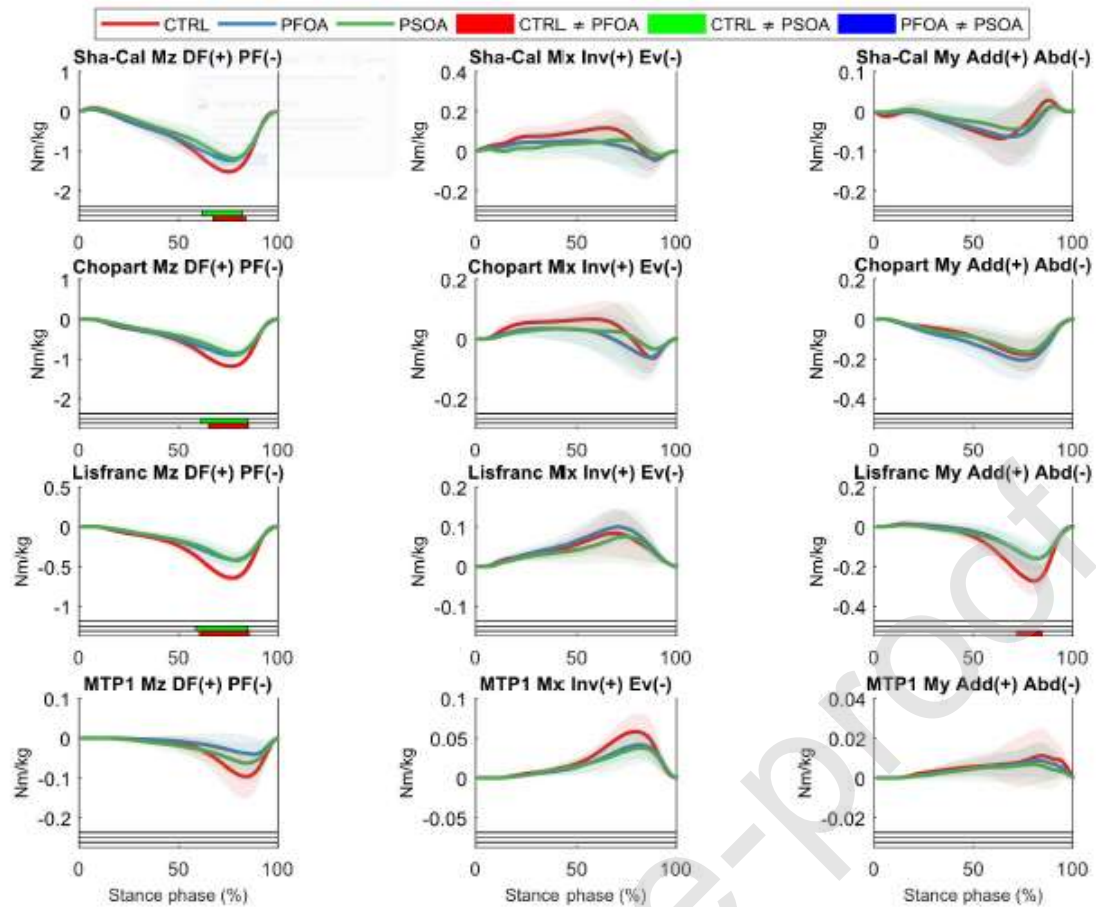 CTRL PFOA PSOA CTRL ≠ PFOA CTRL ≠ PSOA PFOA ≠ PSOA
Sha-Cal Mz DF(+) PF(-) Sha-Cal Mx Inv(+) Ev(-) Sha-Cal My Add(+) Abd(-)
1 0.4 0.1
Nm/kg 0 Nm/kg 0.2 Nm/kg 0
-1 0 -0.1
-2 -0.2
0 50 100 0 50 100 0 50 100
Chopart Mz DF(+) PF(-) Chopart Mx Inv(+) Ev(-) Chopart My Add(+) Abd(-)
1 0.2 0.2
Nm/kg 0 Nm/kg 0 Nm/kg 0
-1 -0.2
-2 -0.2 -0.4
0 50 100 0 50 100 0 50 100
Lisfranc Mz DF(+) PF(-) Lisfranc Mx Inv(+) Ev(-) Lisfranc My Add(+) Abd(-)
0.5 0.2 0.2
Nm/kg 0 Nm/kg 0.1 Nm/kg 0
-0.5 0 -0.2
-1 -0.1 -0.4
0 50 100 0 50 100 0 50 100
MTP1 Mz DF(+) PF(-) MTP1 Mx Inv(+) Ev(-) MTP1 My Add(+) Abd(-)
0.1 0.1 0.04
Nm/kg 0 Nm/kg 0.05 Nm/kg 0.02
-0.1 0 0
-0.2 -0.05 -0.02
0 50 100 0 50 100 0 50 100
Stance phase (%) Stance phase (%) Stance phase (%)
e-proof